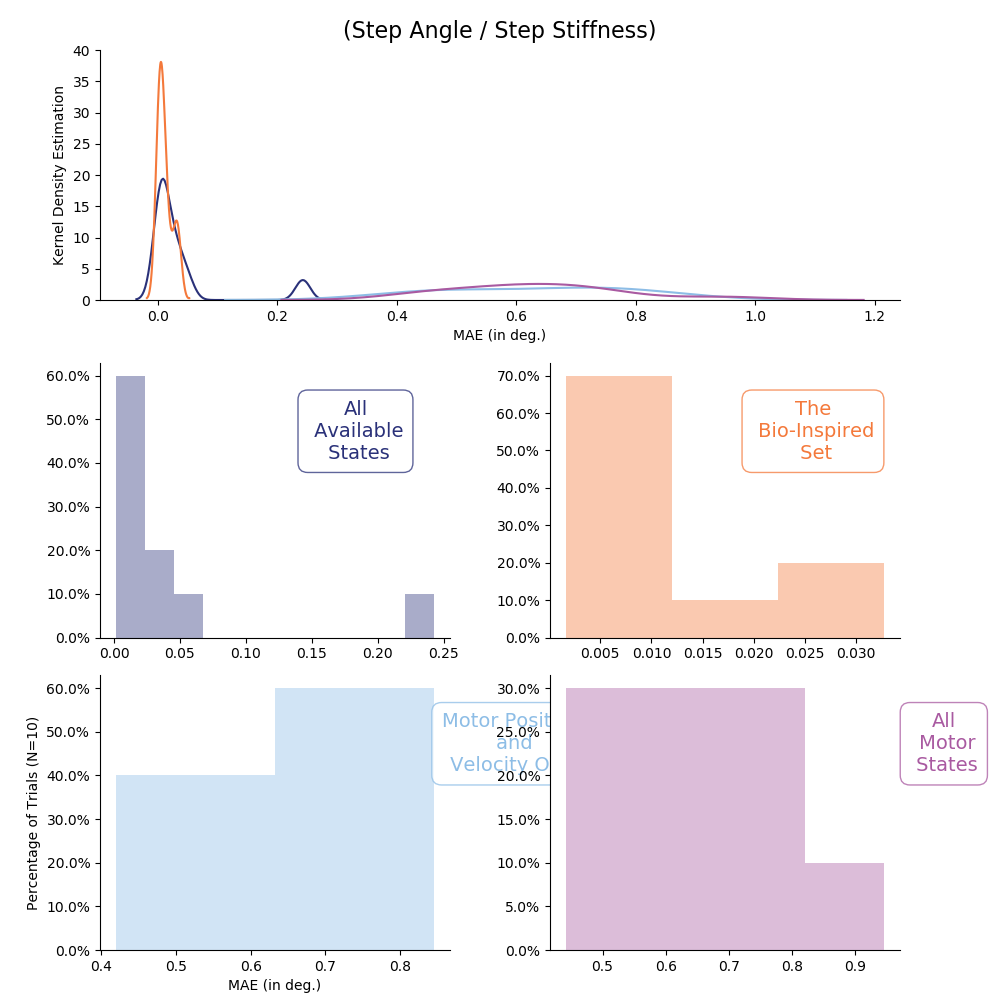 (Step Angle / Step Stiffness)
40
35
30
25
20
15
10
5
0
Kernel Density Estimation
0.0 0.2 0.4 0.6 0.8 1.0 1.2
MAE (in deg.)
60.0%
50.0%
40.0%
30.0%
20.0%
10.0%
0.0%
All
Available
States
0.00 0.05 0.10 0.15 0.20 0.25
70.0%
60.0%
50.0%
40.0%
30.0%
20.0%
10.0%
0.0%
The
Bio-Inspired
Set
0.005 0.010 0.015 0.020 0.025 0.030
60.0%
50.0%
40.0%
30.0%
20.0%
10.0%
0.0%
Percentage of Trials (N=10)
Motor Posit
and
Velocity O
0.4 0.5 0.6 0.7 0.8
MAE (in deg.)
30.0%
25.0%
20.0%
15.0%
10.0%
5.0%
0.0%
All
Motor
States
0.5 0.6 0.7 0.8 0.9